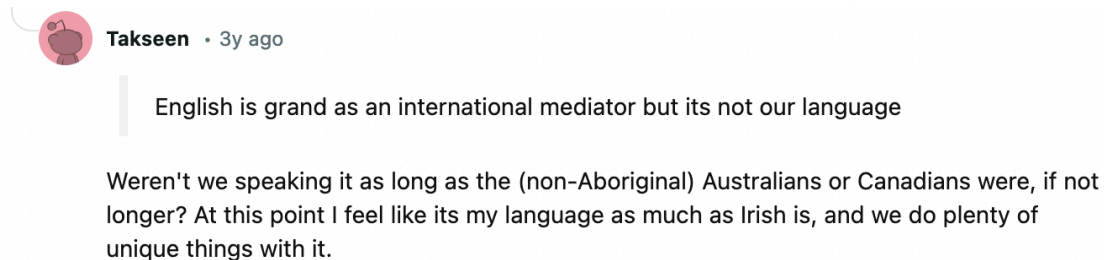 Takseen • 3y ago
English is grand as an international mediator but its not our language
Weren't we speaking it as long as the (non-Aboriginal) Australians or Canadians were, if not
longer? At this point I feel like its my language as much as Irish is, and we do plenty of
unique things with it.